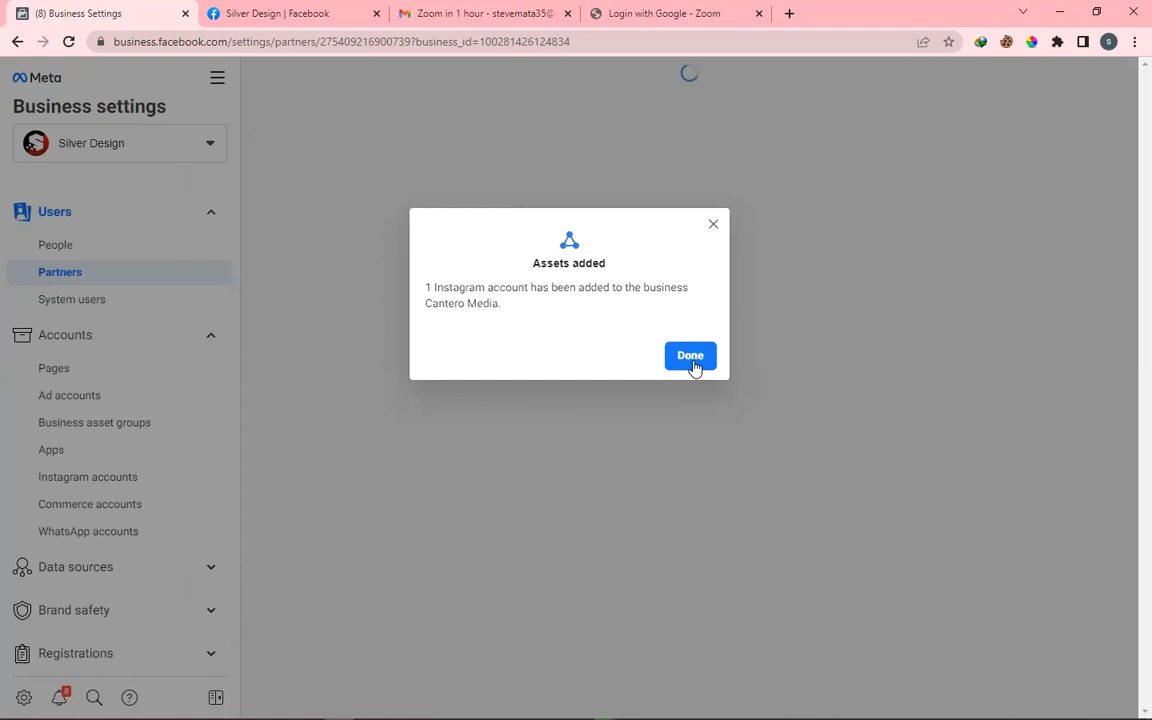 (8) Business Settings
Silver Design | Facebook
Zoom in 1 hour - stevemata35@
Login with Google - Zoom
business.facebook.com/settings/partners/275409216900739?business_id=100281426124834
S
Meta
Business settings
Silver Design
Users
People
Partners
System users
Accounts
Pages
Ad accounts
Business asset groups
Apps
Instagram accounts
Commerce accounts
WhatsApp accounts
Data sources
Brand safety
Registrations
8
Assets added
1 Instagram account has been added to the business
Cantero Media.
Done